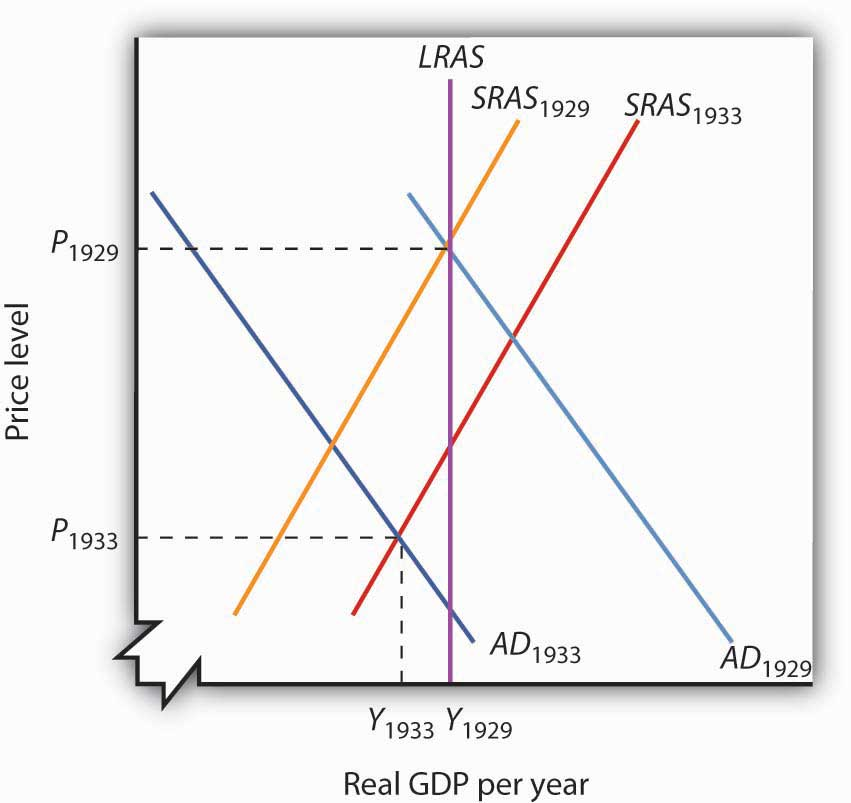 LRAS
SRAS1929
SRAS1933
P1929
Price level
P1933
AD1933
AD1929
Y1933 Y1929
Real GDP per year